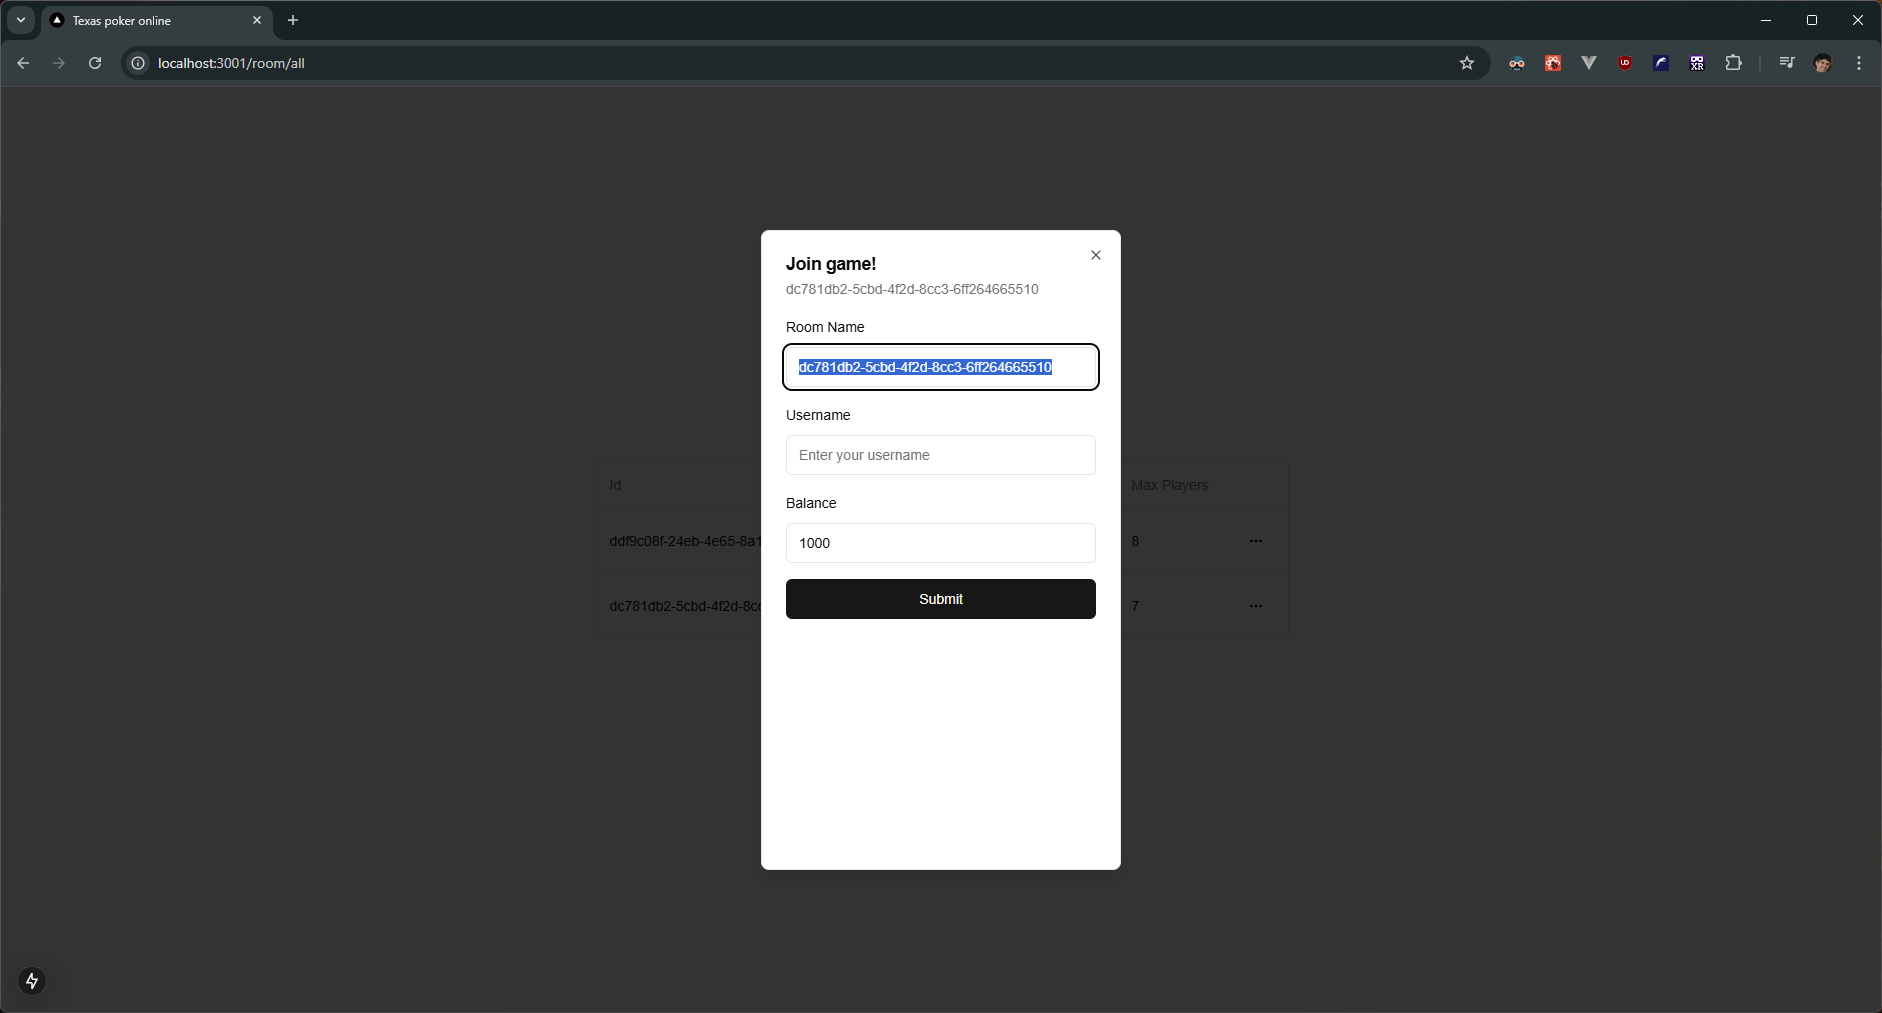 Texas poker online
localhost:3001/room/all
Join game!
dc781db2-5cbd-4f2d-8cc3-6ff264665510
Room Name
dc781db2-5cbd-4f2d-8cc3-6ff264665510
Username
Enter your username
Balance
1000
Submit
Id
Max Players
ddf9c08f-24eb-4e65-8a1
8
dc781db2-5cbd-4f2d-8cc
7